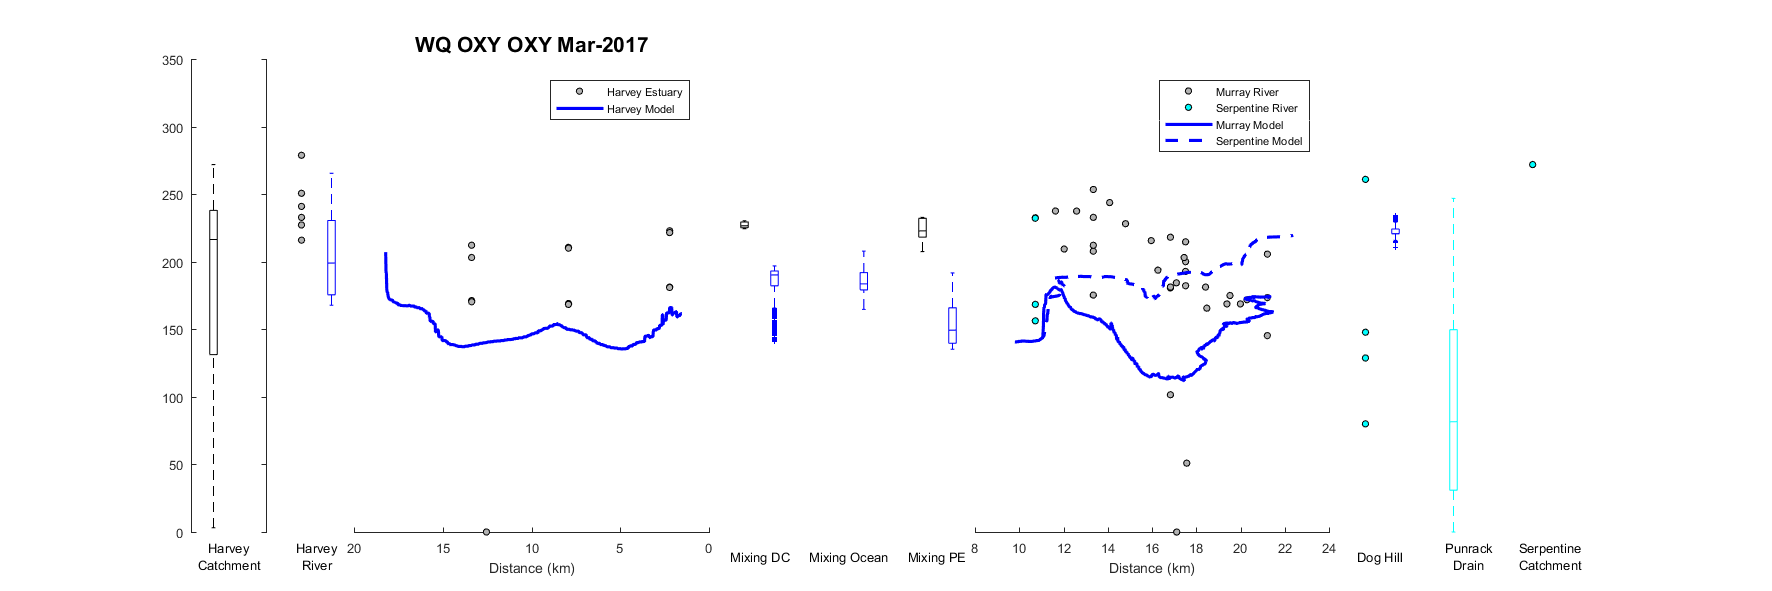 WQ OXY OXY Mar-2017
350
300
250
200
150
100
50
0
Harvey Estuary
Harvey Model
Murray River
Serpentine River
Murray Model
Serpentine Model
Harvey
Catchment
Harvey
River
20 15 10 5 0
Distance (km)
Mixing DC
Mixing Ocean
Mixing PE
8 10 12 14 16 18 20 22 24
Distance (km)
Dog Hill
Punrack
Drain
Serpentine
Catchment